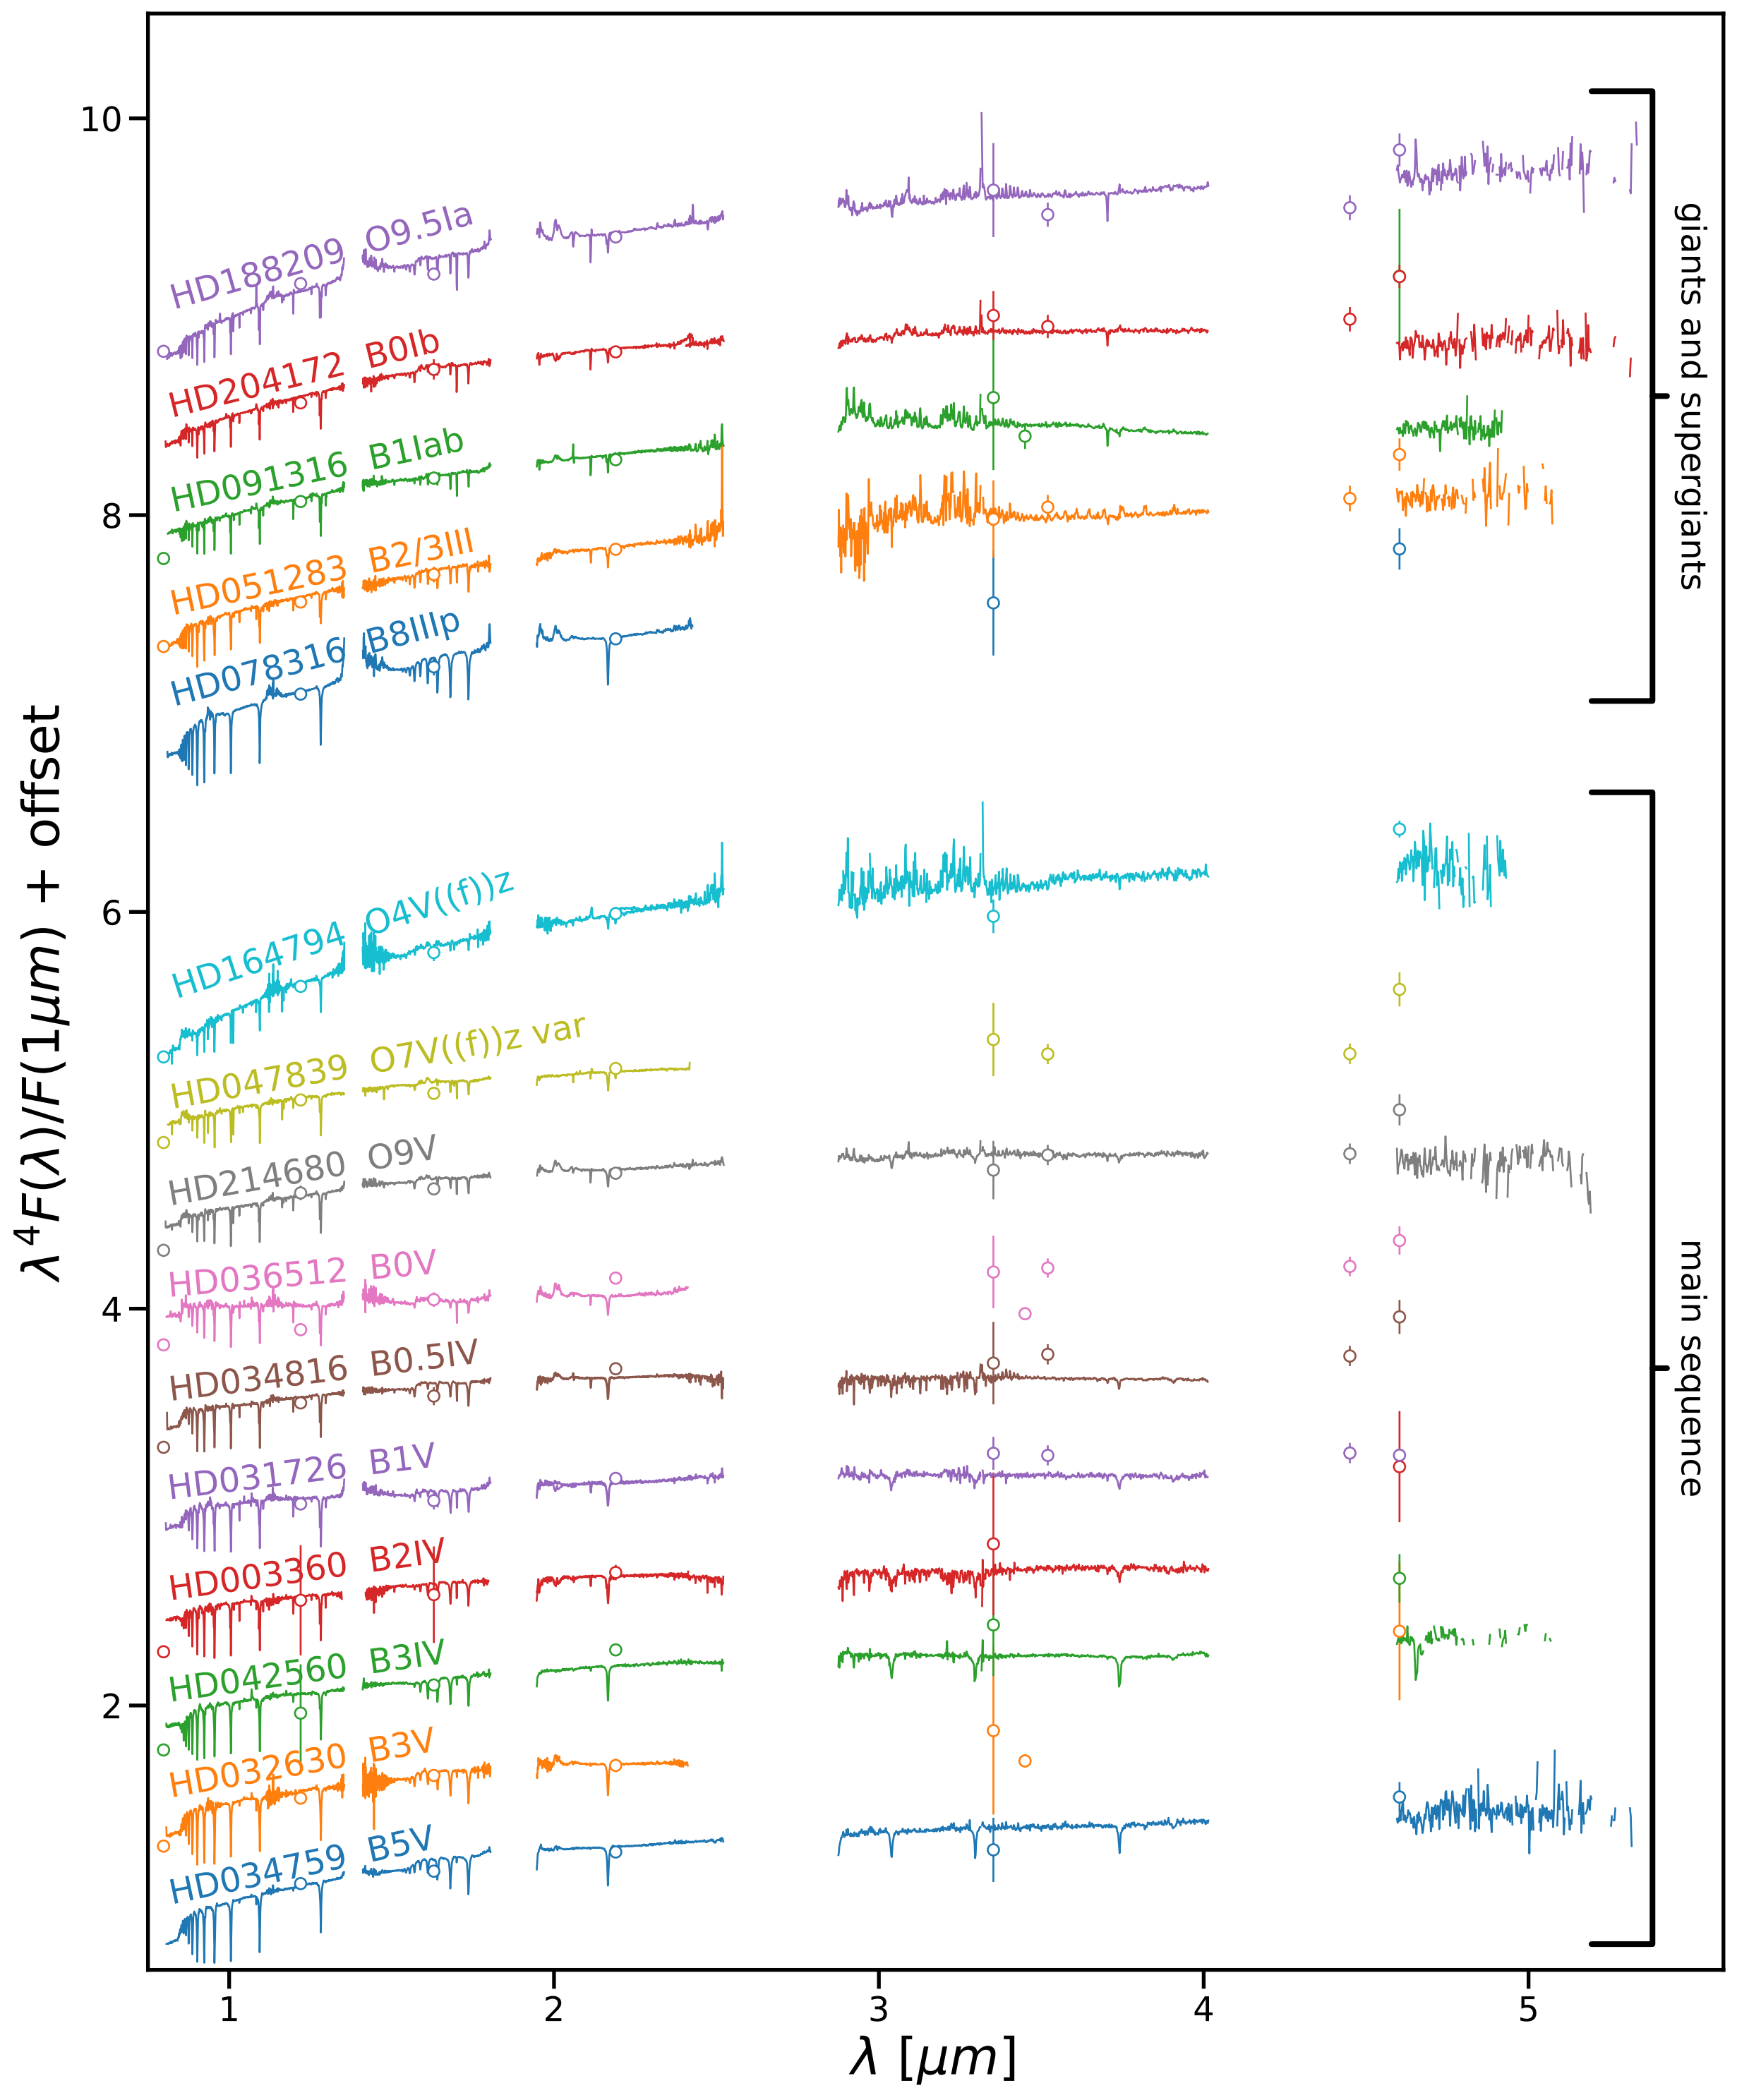 10
8
6
4
2
1
2
3
4
5
λ [μm]
λ⁴F(λ)/F(1μm) + offset
giants and supergiants
main sequence
HD188209 O9.5Ia
HD204172 B0Ib
HD091316 B1Iab
HD051283 B2/3III
HD078316 B8IIIp
HD164794 O4V((f))z
HD047839 O7V((f))z var
HD214680 O9V
HD036512 B0V
HD034816 B0.5IV
HD031726 B1V
HD003360 B2IV
HD042560 B3IV
HD032630 B3V
HD034759 B5V